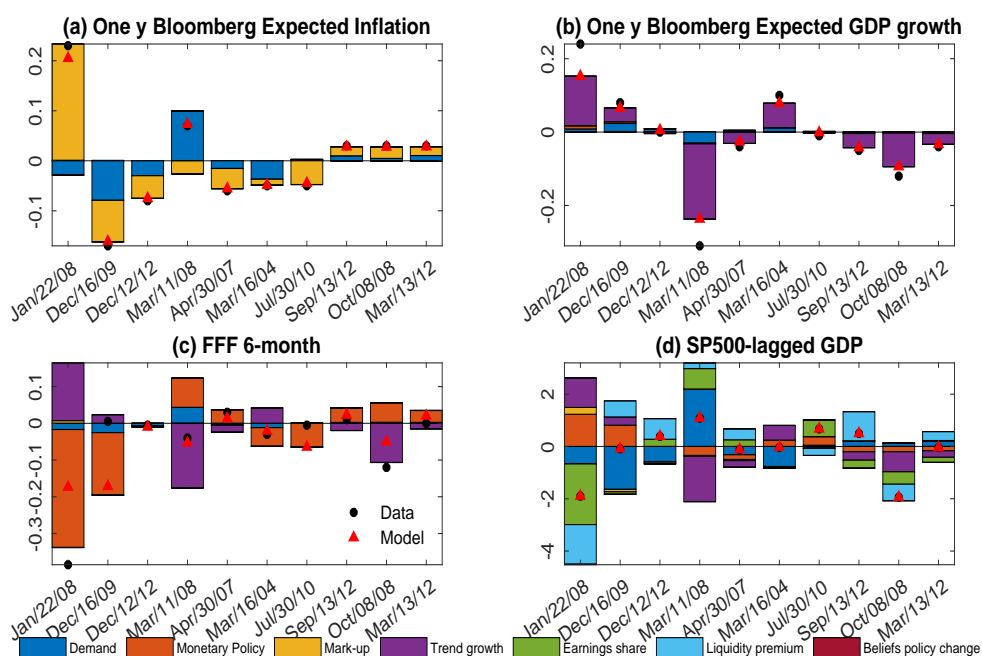 (a) One y Bloomberg Expected Inflation
0.2
0.1
0
-0.1
Jan/22/08
Dec/16/09
Dec/12/12
Mar/11/08
Apr/30/07
Mar/16/04
Jul/30/10
Sep/13/12
Oct/08/08
Mar/13/12
(b) One y Bloomberg Expected GDP growth
0.2
0
-0.2
Jan/22/08
Dec/16/09
Dec/12/12
Mar/11/08
Apr/30/07
Mar/16/04
Jul/30/10
Sep/13/12
Oct/08/08
Mar/13/12
(c) FFF 6-month
0.1
0
-0.1
-0.2
-0.3
Data
Model
Jan/22/08
Dec/16/09
Dec/12/12
Mar/11/08
Apr/30/07
Mar/16/04
Jul/30/10
Sep/13/12
Oct/08/08
Mar/13/12
(d) SP500-lagged GDP
2
0
-2
-4
Jan/22/08
Dec/16/09
Dec/12/12
Mar/11/08
Apr/30/07
Mar/16/04
Jul/30/10
Sep/13/12
Oct/08/08
Mar/13/12
Demand Monetary Policy Mark-up Trend growth Earnings share Liquidity premium Beliefs policy change